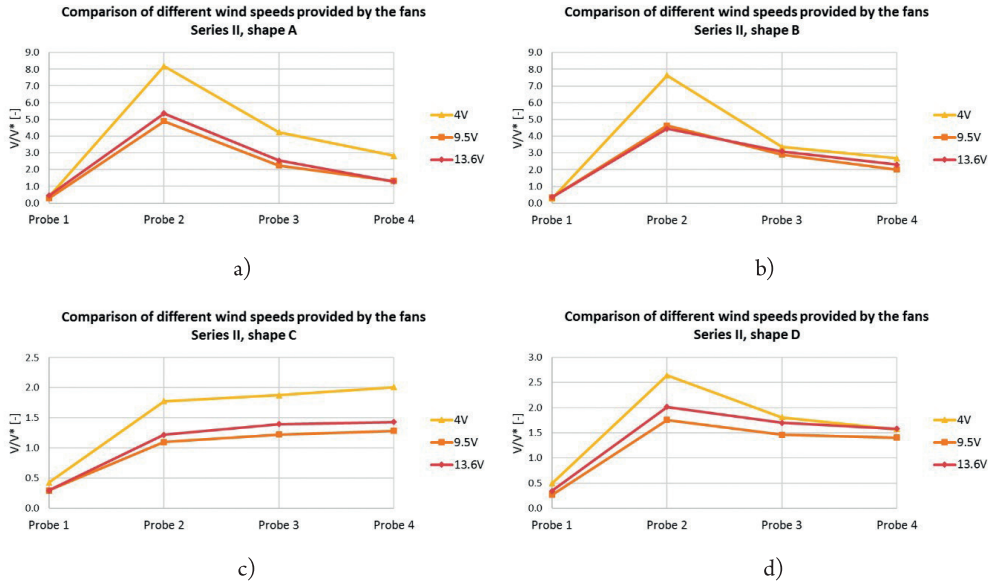 Comparison of different wind speeds provided by the fans
Series II, shape A
9.0
8.0
7.0
6.0
5.0
4.0
3.0
2.0
1.0
0.0
V/V* [-]
Probe 1 Probe 2 Probe 3 Probe 4
4V
9.5V
13.6V
a)
Comparison of different wind speeds provided by the fans
Series II, shape B
9.0
8.0
7.0
6.0
5.0
4.0
3.0
2.0
1.0
0.0
V/V* [-]
Probe 1 Probe 2 Probe 3 Probe 4
4V
9.5V
13.6V
b)
Comparison of different wind speeds provided by the fans
Series II, shape C
2.5
2.0
1.5
1.0
0.5
0.0
V/V* [-]
Probe 1 Probe 2 Probe 3 Probe 4
4V
9.5V
13.6V
c)
Comparison of different wind speeds provided by the fans
Series II, shape D
3.0
2.5
2.0
1.5
1.0
0.5
0.0
V/V* [-]
Probe 1 Probe 2 Probe 3 Probe 4
4V
9.5V
13.6V
d)